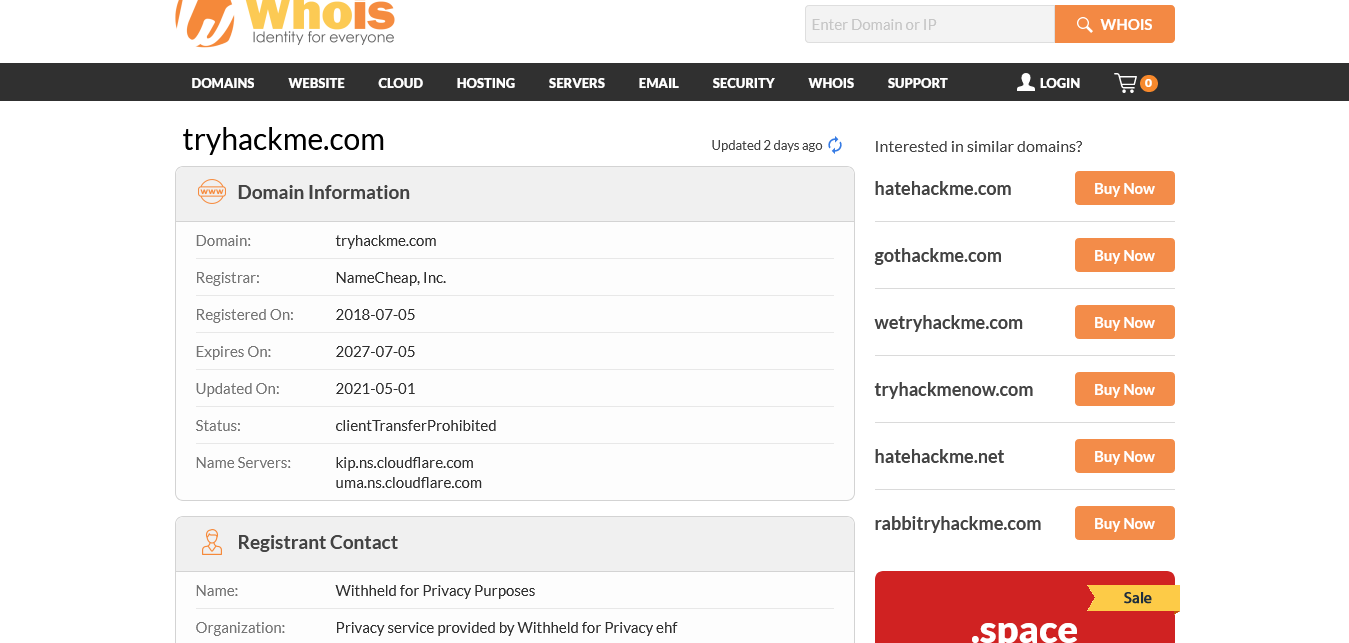 Whois
Identity for everyone
Enter Domain or IP
WHOIS
DOMAINS WEBSITE CLOUD HOSTING SERVERS EMAIL SECURITY WHOIS SUPPORT LOGIN 0
tryhackme.com
Updated 2 days ago
www Domain Information
Domain: tryhackme.com
Registrar: NameCheap, Inc.
Registered On: 2018-07-05
Expires On: 2027-07-05
Updated On: 2021-05-01
Status: clientTransferProhibited
Name Servers: kip.ns.cloudflare.com
uma.ns.cloudflare.com
Registrant Contact
Name: Withheld for Privacy Purposes
Organization: Privacy service provided by Withheld for Privacy ehf
Interested in similar domains?
hatehackme.com Buy Now
gothackme.com Buy Now
wetryhackme.com Buy Now
tryhackmenow.com Buy Now
hatehackme.net Buy Now
rabbitryhackme.com Buy Now
Sale
.space